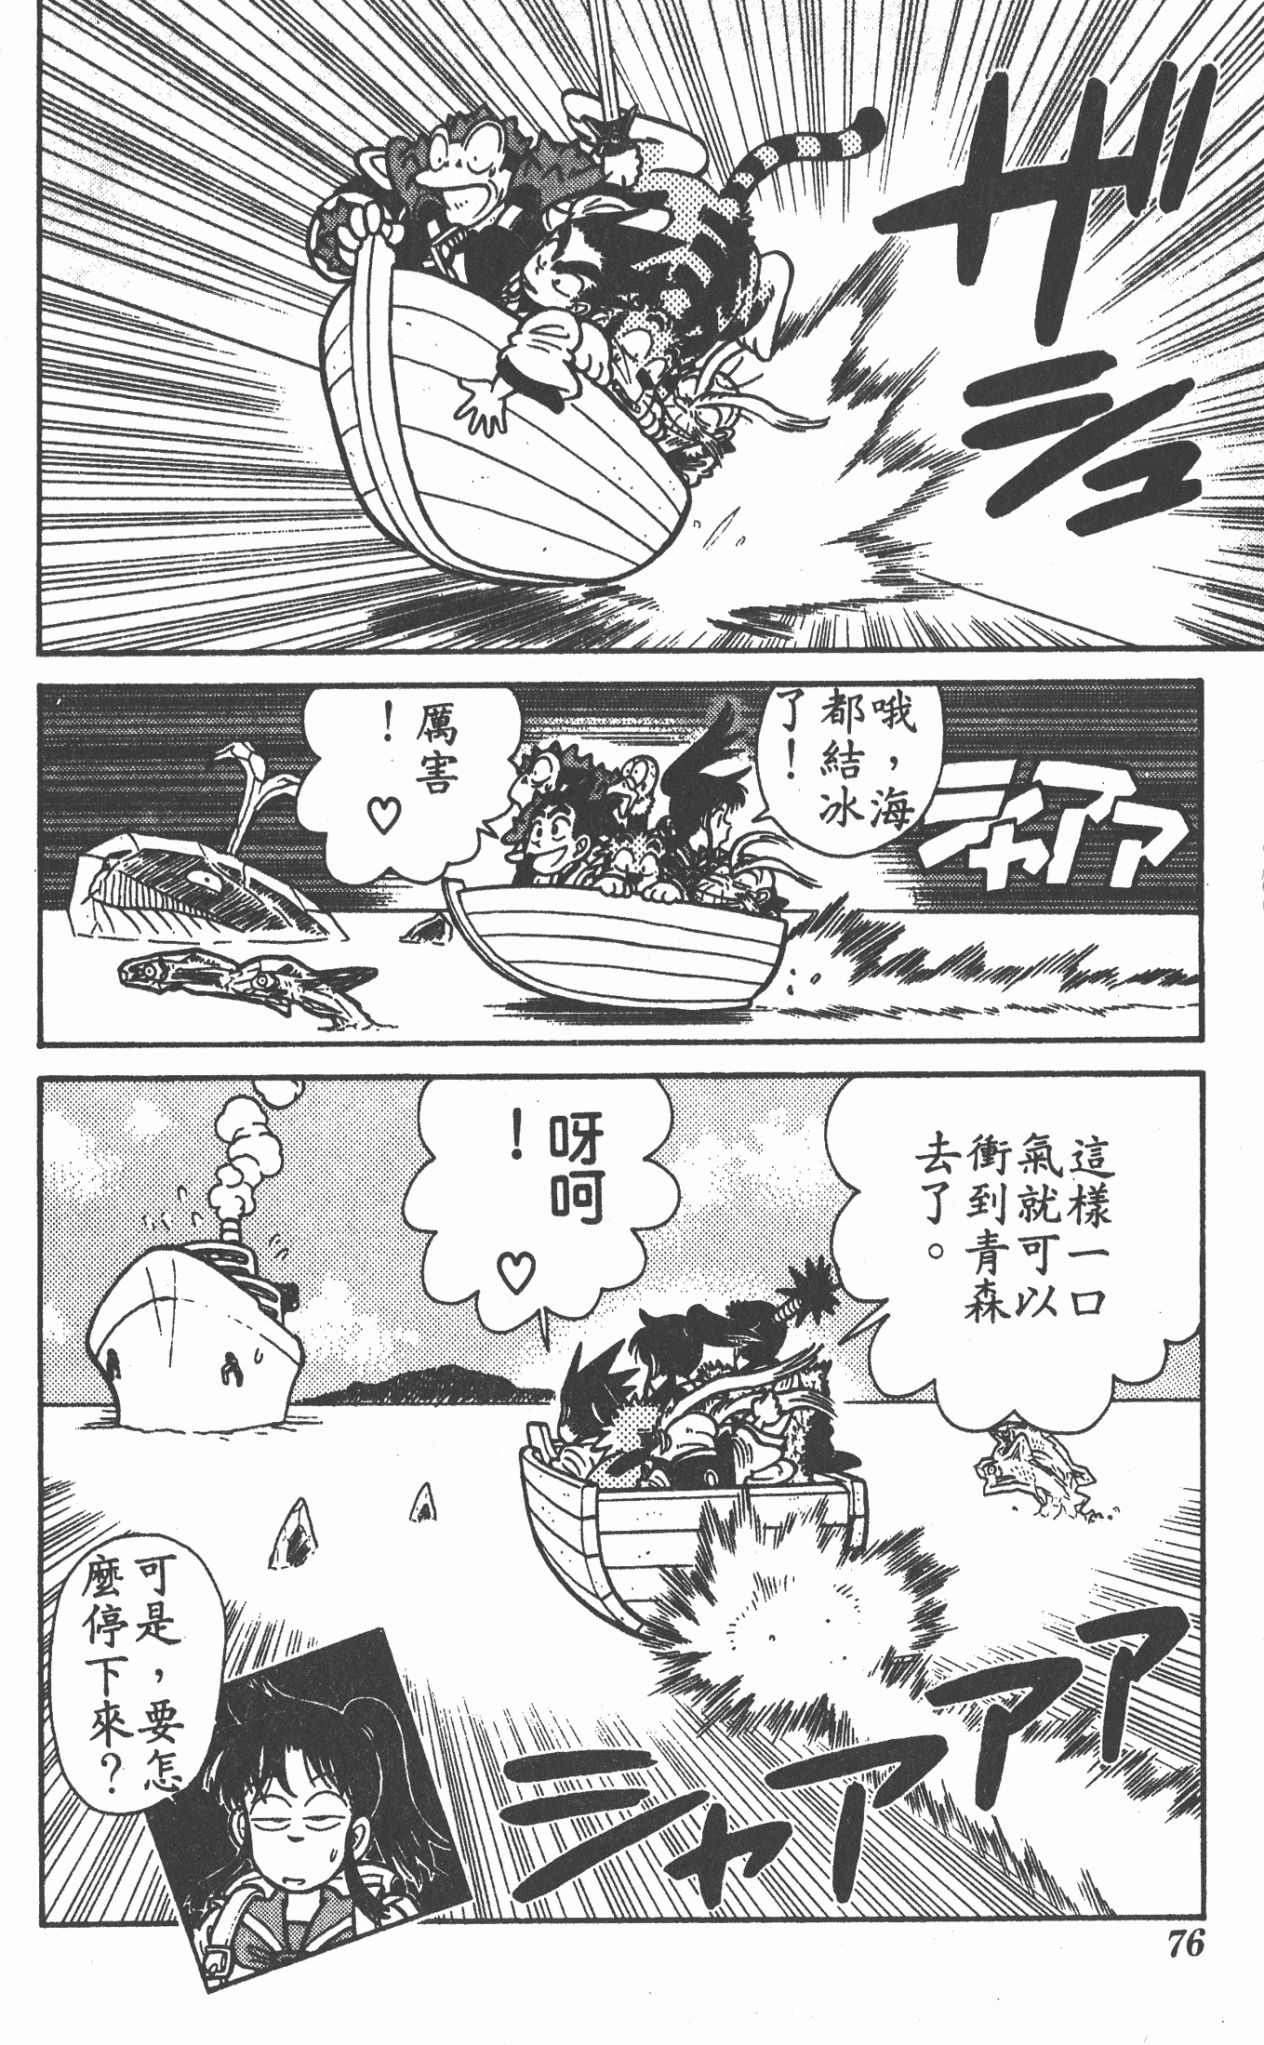 ザシュ
哦，海
都結冰
了！
シャアア
厲害
！♡
這樣一口
氣就可以
衝到青森
去了。
呀呵
！♡
シャアアア
可是，要怎
麼停下來？
76